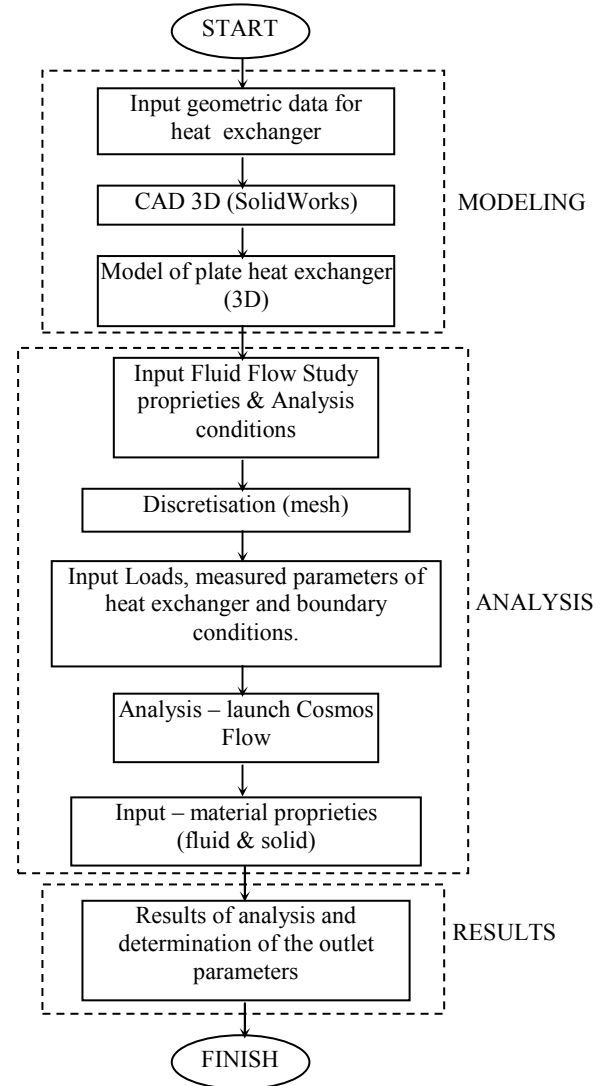 START
Input geometric data for
heat exchanger
CAD 3D (SolidWorks)
MODELING
Model of plate heat exchanger
(3D)
Input Fluid Flow Study
proprieties & Analysis
conditions
Discretisation (mesh)
Input Loads, measured parameters of
heat exchanger and boundary
conditions.
ANALYSIS
Analysis – launch Cosmos
Flow
Input – material proprieties
(fluid & solid)
Results of analysis and
determination of the outlet
parameters
RESULTS
FINISH